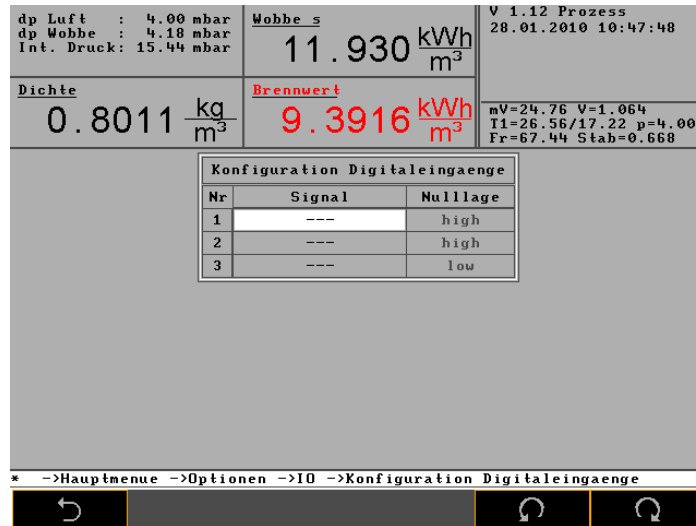 dp Luft : 4.00 mbar
dp Wobbe : 4.18 mbar
Int. Druck: 15.44 mbar
Wobbe s
11.930 kWh/m³
V 1.12 Prozess
28.01.2010 10:47:48
Dichte
0.8011 kg/m³
Brennwert
9.3916 kWh/m³
mV=24.76 V=1.064
T1=26.56/17.22 p=4.00
Fr=67.44 Stab=0.668
Konfiguration Digitaleingaenge
Nr Signal Nulllage
1 --- high
2 --- high
3 --- low
* ->Hauptmenue ->Optionen ->IO ->Konfiguration Digitaleingaenge